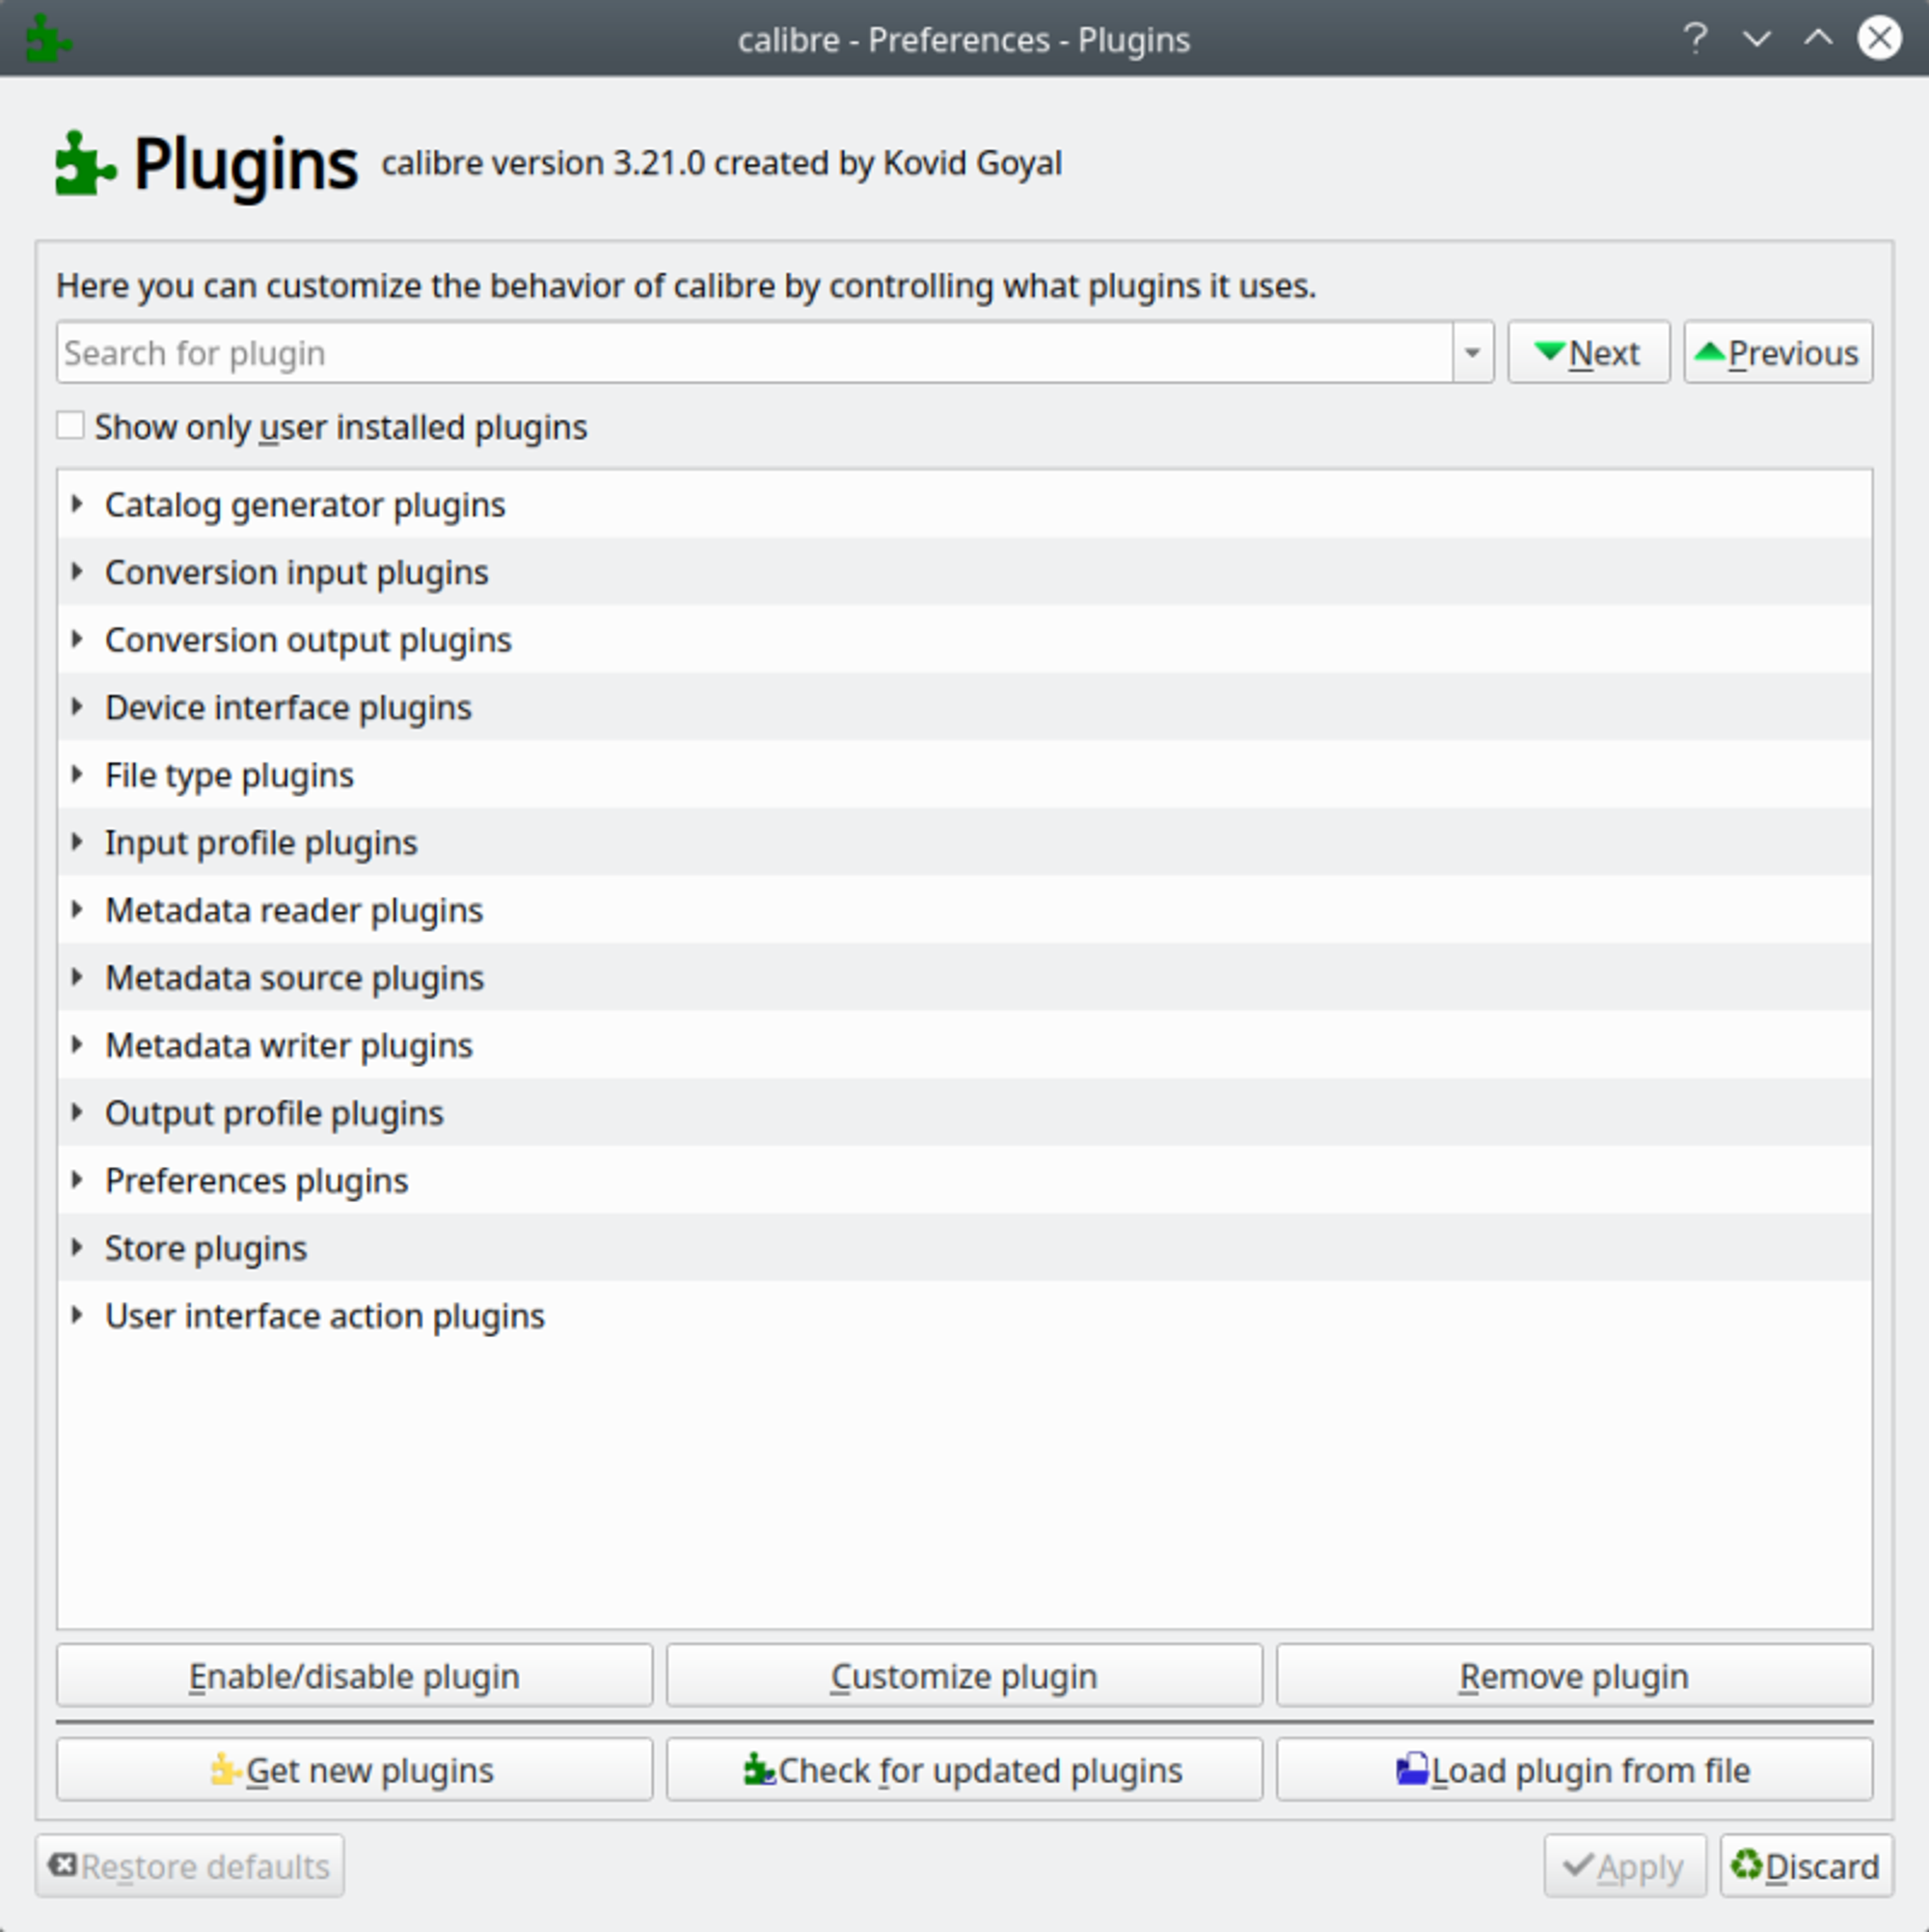 calibre - Preferences - Plugins
Plugins calibre version 3.21.0 created by Kovid Goyal
Here you can customize the behavior of calibre by controlling what plugins it uses.
Search for plugin Next Previous
Show only user installed plugins
Catalog generator plugins
Conversion input plugins
Conversion output plugins
Device interface plugins
File type plugins
Input profile plugins
Metadata reader plugins
Metadata source plugins
Metadata writer plugins
Output profile plugins
Preferences plugins
Store plugins
User interface action plugins
Enable/disable plugin Customize plugin Remove plugin
Get new plugins Check for updated plugins Load plugin from file
Restore defaults Apply Discard